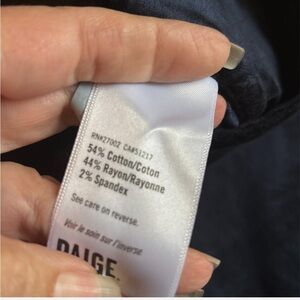 RN#27002 CA#51217
54% Cotton/Coton
44% Rayon/Rayonne
2% Spandex
See care on reverse.
Voir le soin sur l'inverse.
PAIGE.